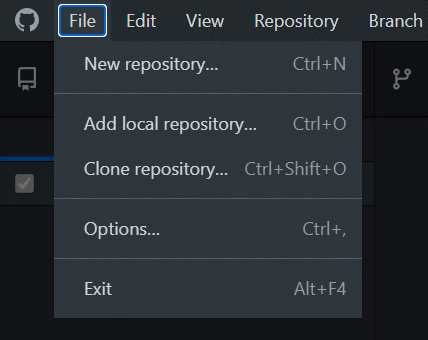 File Edit View Repository Branch
New repository... Ctrl+N
Add local repository... Ctrl+O
Clone repository... Ctrl+Shift+O
Options... Ctrl+,
Exit Alt+F4